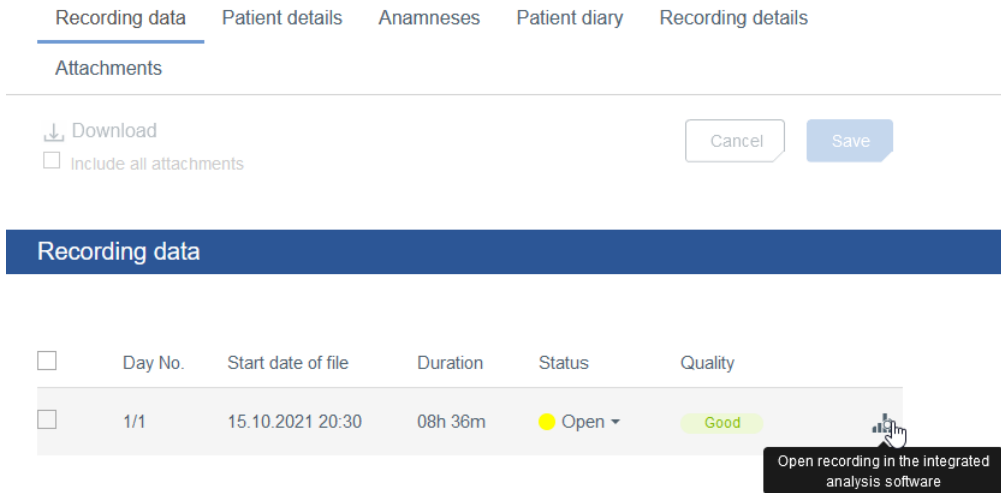 Recording data Patient details Anamneses Patient diary Recording details
Attachments
Download
Include all attachments
Cancel Save
Recording data
Day No. Start date of file Duration Status Quality
1/1 15.10.2021 20:30 08h 36m Open Good
Open recording in the integrated
analysis software